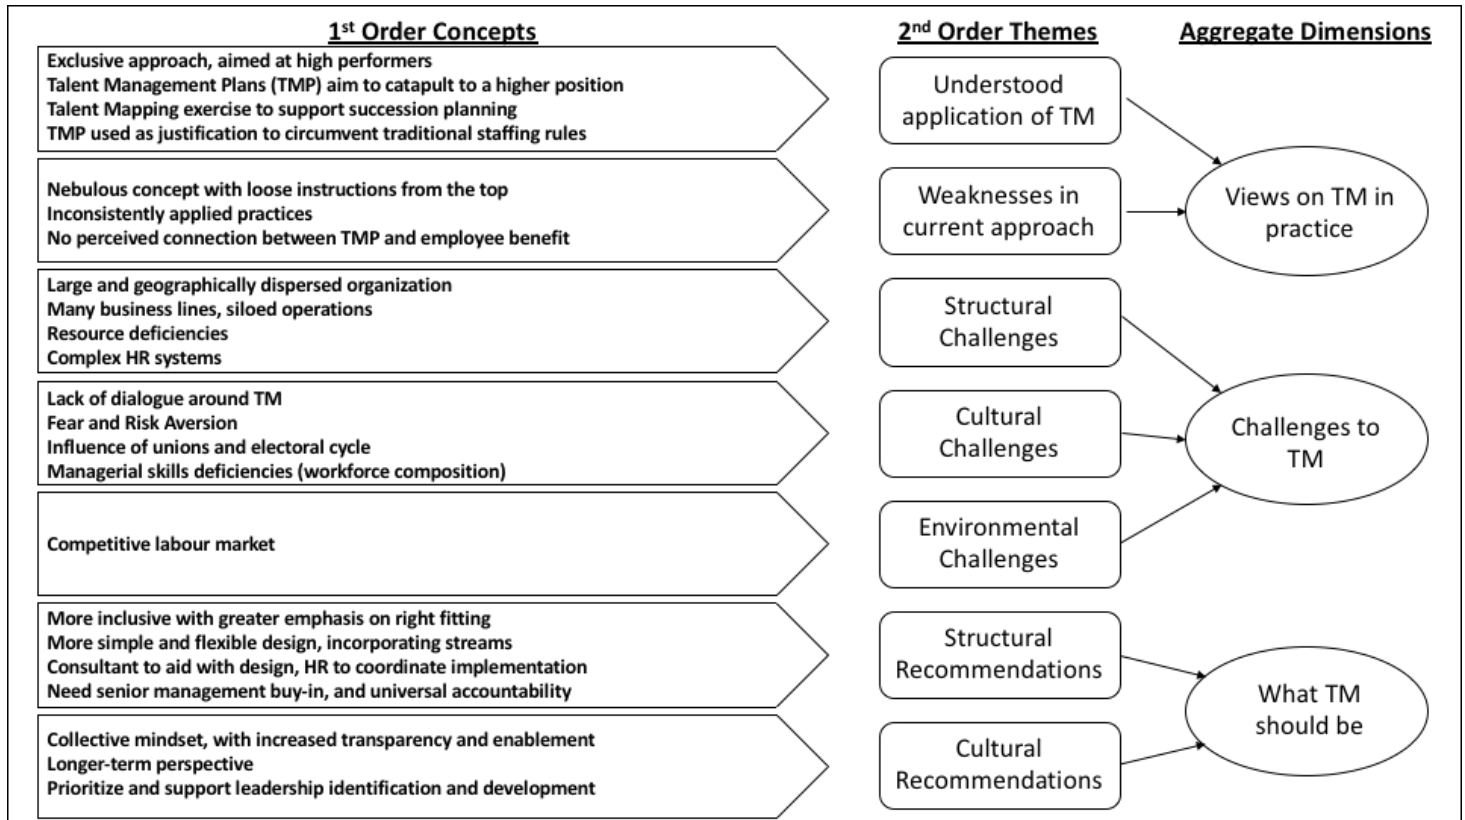 1st Order Concepts
2nd Order Themes
Aggregate Dimensions
Exclusive approach, aimed at high performers
Talent Management Plans (TMP) aim to catapult to a higher position
Talent Mapping exercise to support succession planning
TMP used as justification to circumvent traditional staffing rules
Understood
application of TM
Nebulous concept with loose instructions from the top
Inconsistently applied practices
No perceived connection between TMP and employee benefit
Weaknesses in
current approach
Views on TM in
practice
Large and geographically dispersed organization
Many business lines, siloed operations
Resource deficiencies
Complex HR systems
Structural
Challenges
Lack of dialogue around TM
Fear and Risk Aversion
Influence of unions and electoral cycle
Managerial skills deficiencies (workforce composition)
Cultural
Challenges
Challenges to
TM
Competitive labour market
Environmental
Challenges
More inclusive with greater emphasis on right fitting
More simple and flexible design, incorporating streams
Consultant to aid with design, HR to coordinate implementation
Need senior management buy-in, and universal accountability
Structural
Recommendations
What TM
should be
Collective mindset, with increased transparency and enablement
Longer-term perspective
Prioritize and support leadership identification and development
Cultural
Recommendations